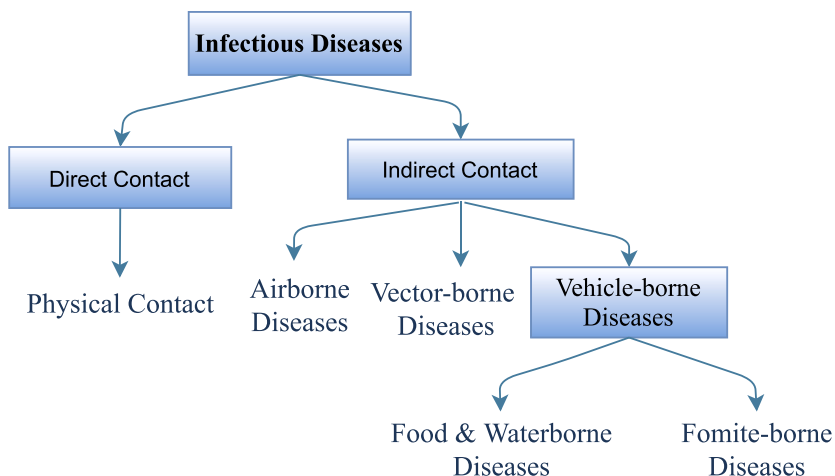 Infectious Diseases
Direct Contact
Indirect Contact
Physical Contact
Airborne
Diseases
Vector-borne
Diseases
Vehicle-borne
Diseases
Food & Waterborne
Diseases
Fomite-borne
Diseases